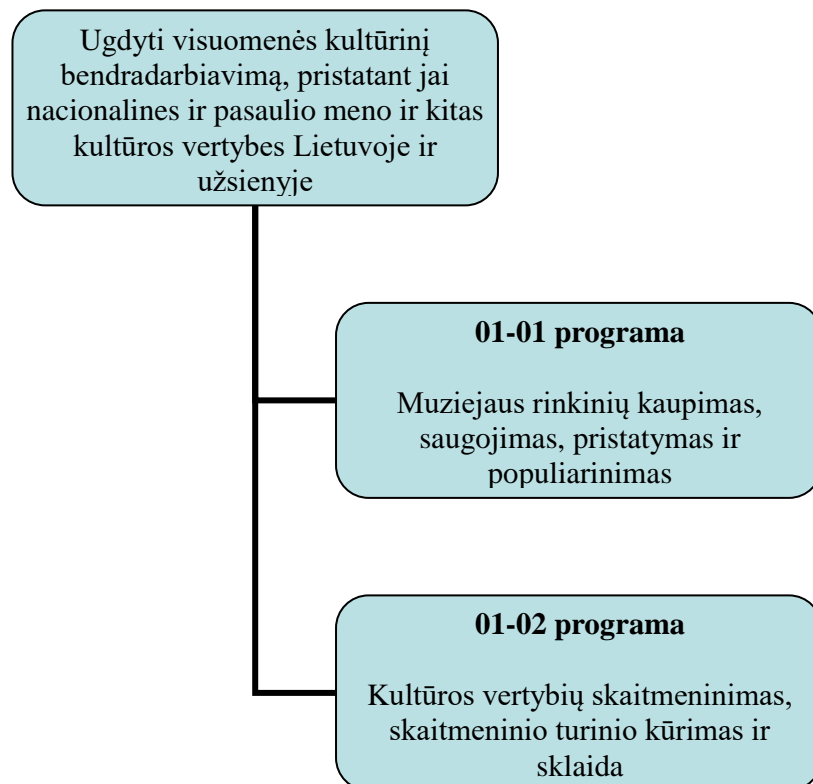 Ugdyti visuomenės kultūrinį
bendradarbiavimą, pristatant jai
nacionalines ir pasaulio meno ir kitas
kultūros vertybes Lietuvoje ir
užsienyje
01-01 programa
Muziejaus rinkinių kaupimas,
saugojimas, pristatymas ir
populiarinimas
01-02 programa
Kultūros vertybių skaitmeninimas,
skaitmeninio turinio kūrimas ir
sklaida